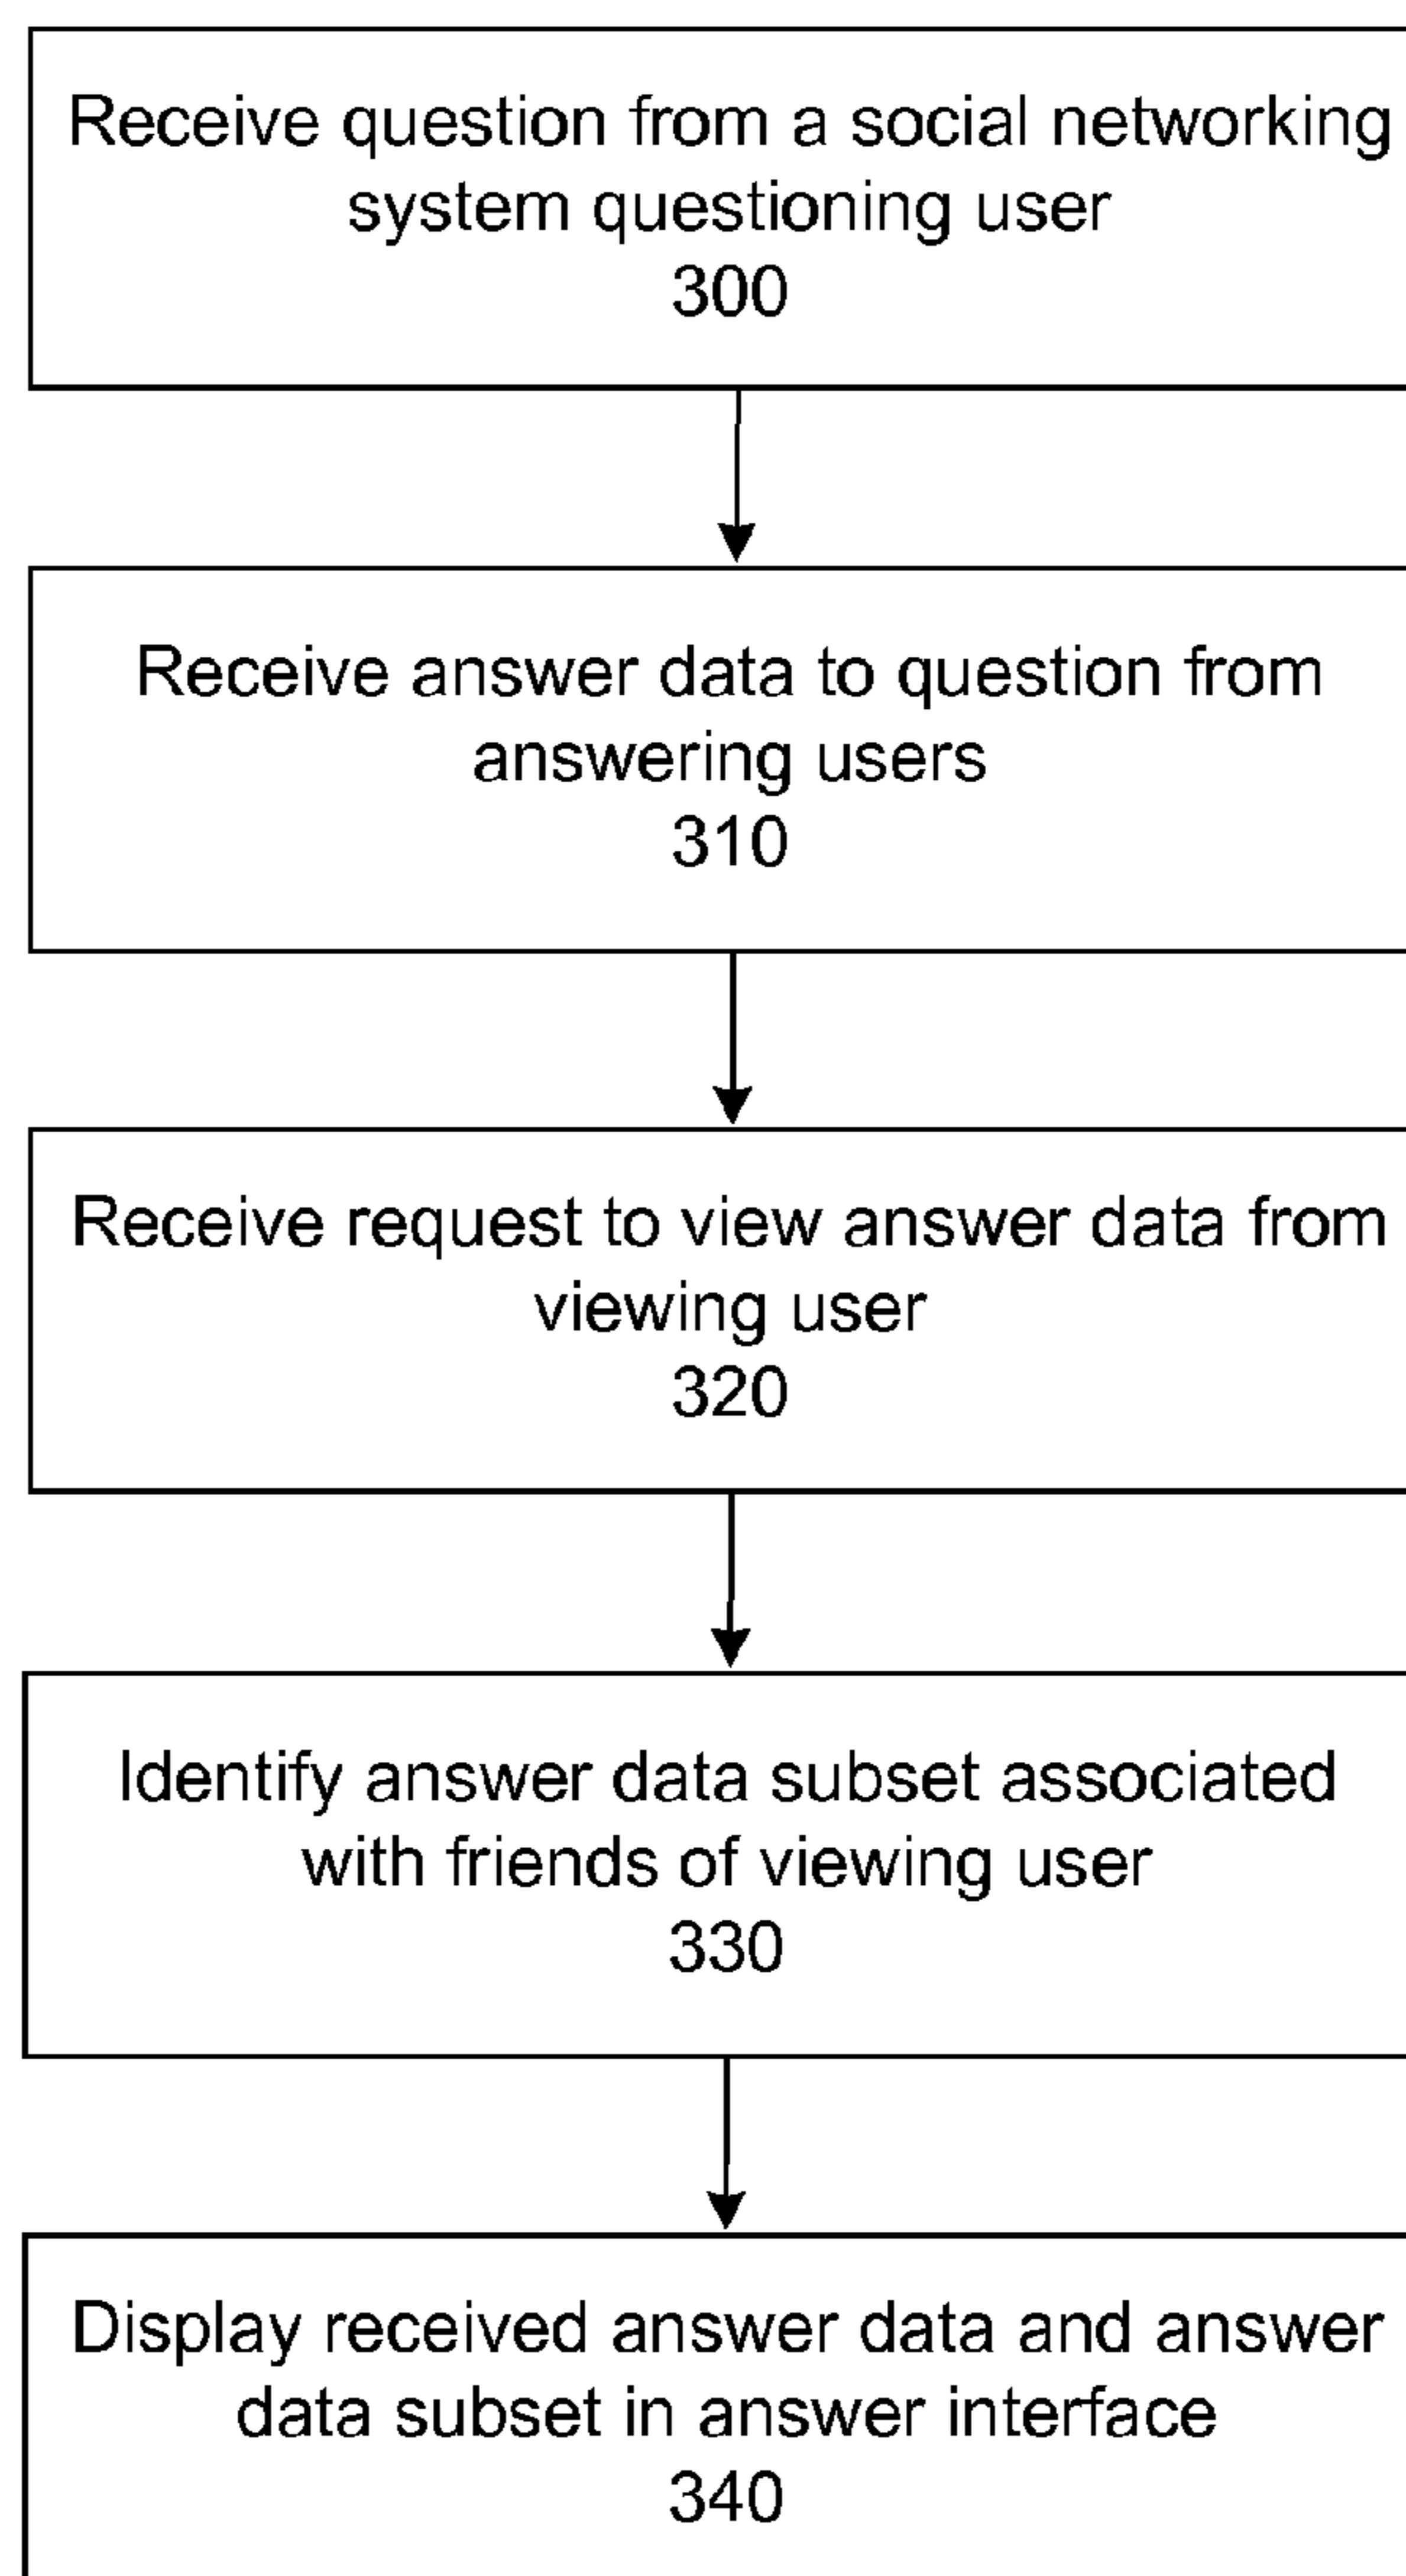 Receive question from a social networking
system questioning user
300
Receive answer data to question from
answering users
310
Receive request to view answer data from
viewing user
320
Identify answer data subset associated
with friends of viewing user
330
Display received answer data and answer
data subset in answer interface
340